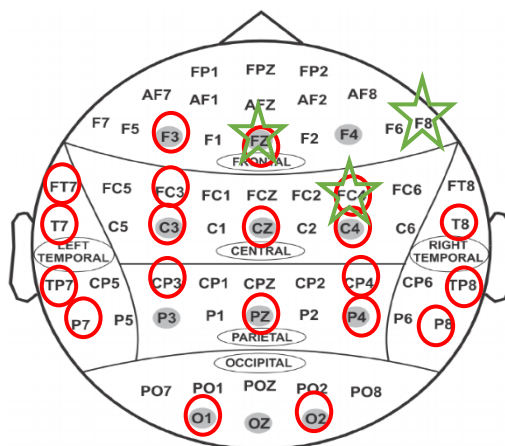 FP1 FPZ FP2
AF7 AF1 AFZ AF2 AF8
F7 F5 F3 F1 FZ F2 F4 F6 F8
FRONTAL
FT7 FC5 FC3 FC1 FCZ FC2 FC4 FC6 FT8
T7 C5 C3 C1 CZ C2 C4 C6 T8
LEFT TEMPORAL
CENTRAL
RIGHT TEMPORAL
TP7 CP5 CP3 CP1 CPZ CP2 CP4 CP6 TP8
P7 P5 P3 P1 PZ P2 P4 P6 P8
PARIETAL
OCCIPITAL
PO7 PO1 POZ PO2 PO8
O1 OZ O2